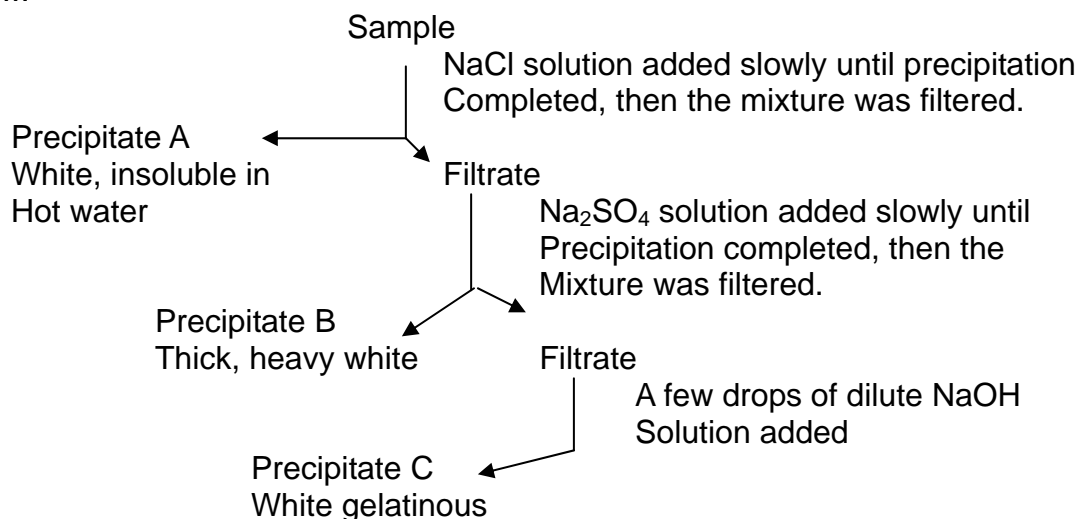 Sample
NaCl solution added slowly until precipitation
Completed, then the mixture was filtered.
Precipitate A
White, insoluble in
Hot water
Filtrate
Na₂SO₄ solution added slowly until
Precipitation completed, then the
Mixture was filtered.
Precipitate B
Thick, heavy white
Filtrate
A few drops of dilute NaOH
Solution added
Precipitate C
White gelatinous